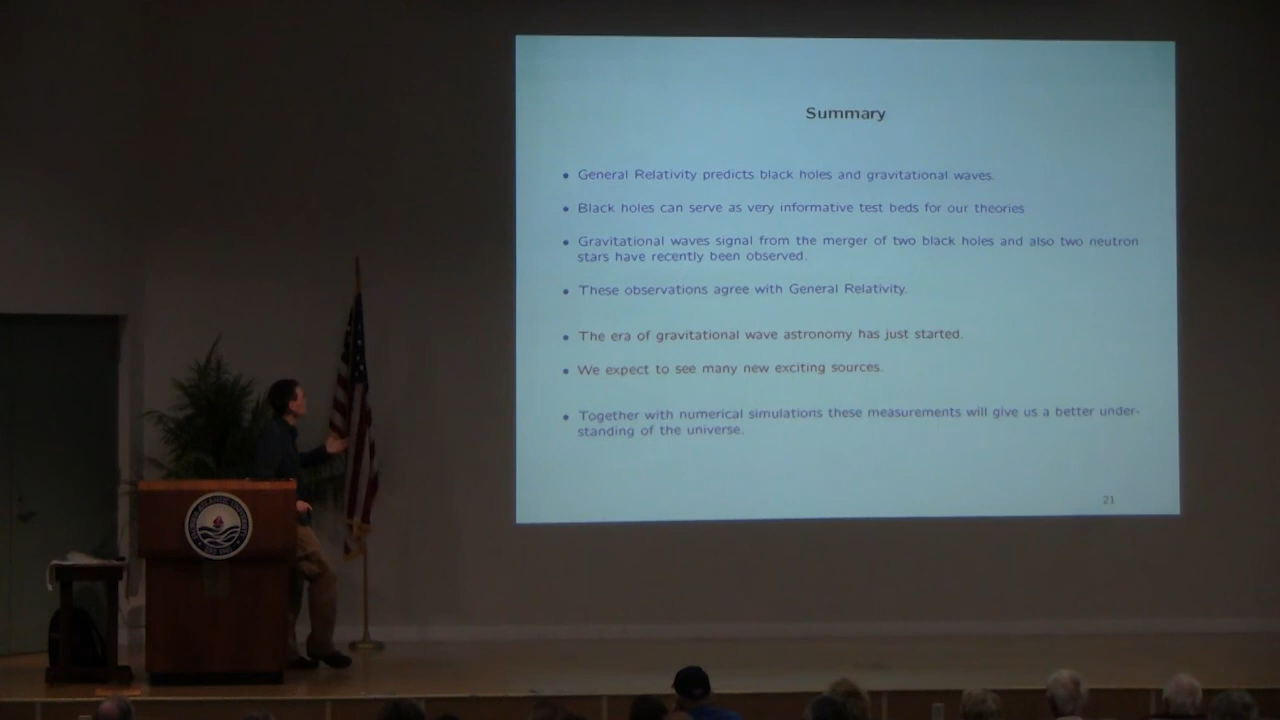 Summary
• General Relativity predicts black holes and gravitational waves.
• Black holes can serve as very informative test beds for our theories
• Gravitational waves signal from the merger of two black holes and also two neutron
stars have recently been observed.
• These observations agree with General Relativity.
• The era of gravitational wave astronomy has just started.
• We expect to see many new exciting sources.
• Together with numerical simulations these measurements will give us a better under-
standing of the universe.
21
FLORIDA ATLANTIC UNIVERSITY